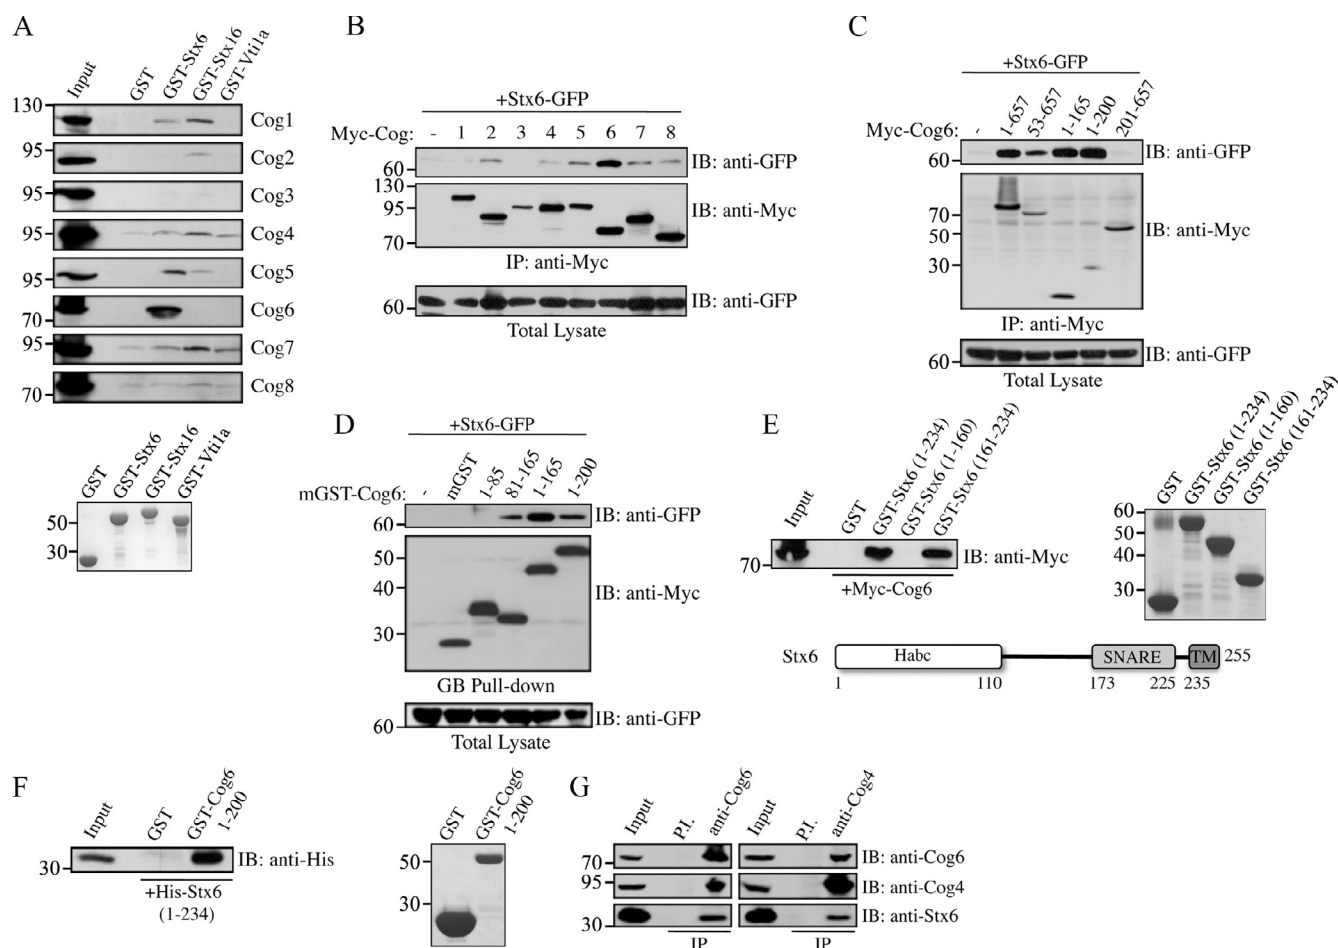 A
Input
GST
GST-Stx6
GST-Stx16
GST-Vti1a
130
Cog1
95
Cog2
95
Cog3
95
Cog4
95
Cog5
70
Cog6
95
Cog7
70
Cog8
GST
GST-Stx6
GST-Stx16
GST-Vti1a
50
30
B
+Stx6-GFP
Myc-Cog: - 1 2 3 4 5 6 7 8
60
IB: anti-GFP
130
95
70
IB: anti-Myc
IP: anti-Myc
60
IB: anti-GFP
Total Lysate
C
+Stx6-GFP
Myc-Cog6: - 1-657 53-657 1-165 1-200 201-657
60
IB: anti-GFP
70
50
30
IB: anti-Myc
IP: anti-Myc
60
IB: anti-GFP
Total Lysate
D
+Stx6-GFP
mGST-Cog6: - mGST 1-85 81-165 1-165 1-200
60
IB: anti-GFP
50
40
30
IB: anti-Myc
GB Pull-down
60
IB: anti-GFP
Total Lysate
E
Input
GST
GST-Stx6 (1-234)
GST-Stx6 (1-160)
GST-Stx6 (161-234)
70
IB: anti-Myc
+Myc-Cog6
GST
GST-Stx6 (1-234)
GST-Stx6 (1-160)
GST-Stx6 (161-234)
60
50
40
30
Stx6
Habc
SNARE
TM
255
1
110
173
225
235
F
Input
GST
GST-Cog6
1-200
30
IB: anti-His
+His-Stx6
(1-234)
GST
GST-Cog6
1-200
50
30
G
Input
P.I.
anti-Cog6
Input
P.I.
anti-Cog4
70
IB: anti-Cog6
95
IB: anti-Cog4
30
IB: anti-Stx6
IP
IP